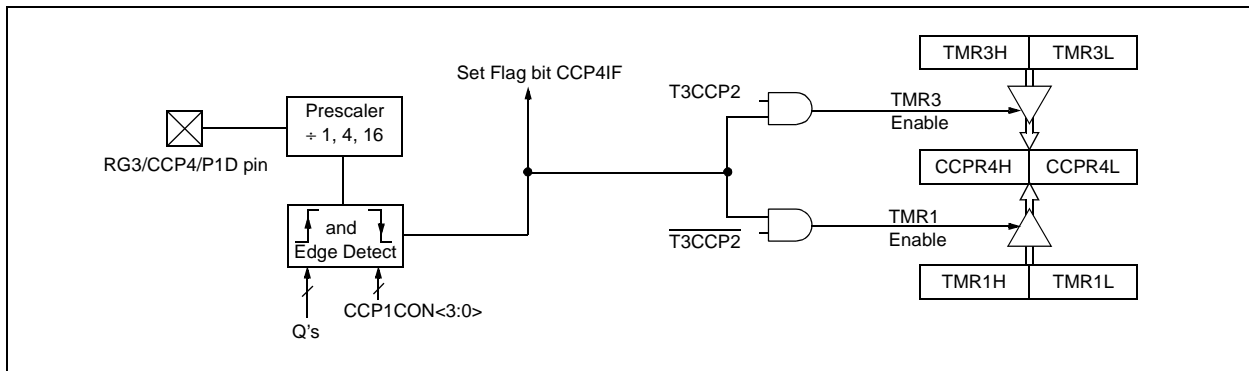 TMR3H TMR3L
Set Flag bit CCP4IF
T3CCP2
TMR3
Enable
Prescaler
÷ 1, 4, 16
RG3/CCP4/P1D pin
CCPR4H CCPR4L
and
Edge Detect
TMR1
Enable
T3CCP2
TMR1H TMR1L
CCP1CON<3:0>
Q's